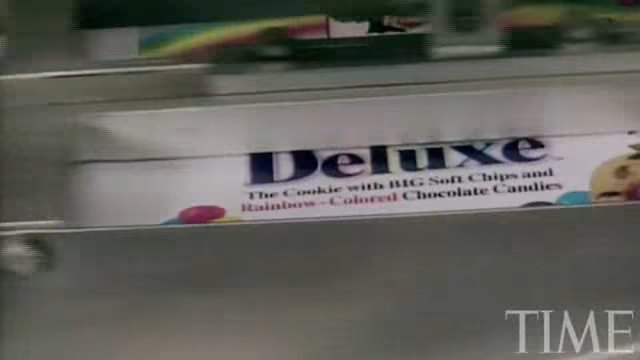 Deluxe
The Cookie with BIG Soft Chips and
Rainbow-Colored Chocolate Candies
TIME